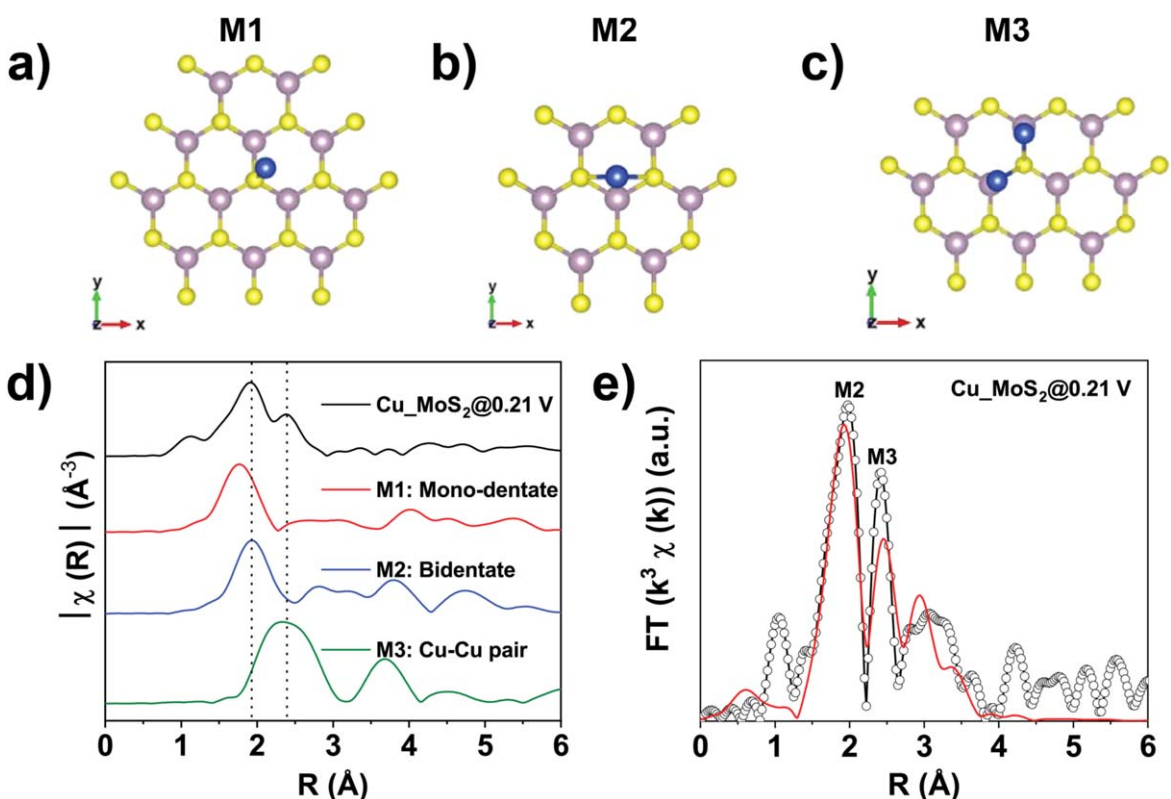 M1
M2
M3
a)
b)
c)
y
z
x
y
z
x
y
z
x
d)
| χ (R) | (Å⁻³)
Cu_MoS₂@0.21 V
M1: Mono-dentate
M2: Bidentate
M3: Cu-Cu pair
0 1 2 3 4 5 6
R (Å)
e)
FT (k³ χ (k)) (a.u.)
Cu_MoS₂@0.21 V
M2
M3
0 1 2 3 4 5 6
R (Å)